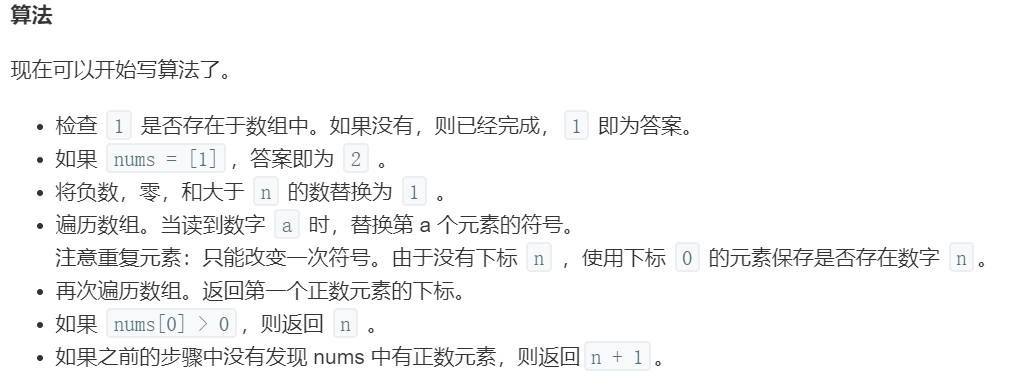 算法
现在可以开始写算法了。
• 检查 1 是否存在于数组中。如果没有，则已经完成， 1 即为答案。
• 如果 nums = [1] ，答案即为 2 。
• 将负数，零，和大于 n 的数替换为 1 。
• 遍历数组。当读到数字 a 时，替换第 a 个元素的符号。
注意重复元素：只能改变一次符号。由于没有下标 n ，使用下标 0 的元素保存是否存在数字 n 。
• 再次遍历数组。返回第一个正数元素的下标。
• 如果 nums[0] > 0 ，则返回 n 。
• 如果之前的步骤中没有发现 nums 中有正数元素，则返回 n + 1 。